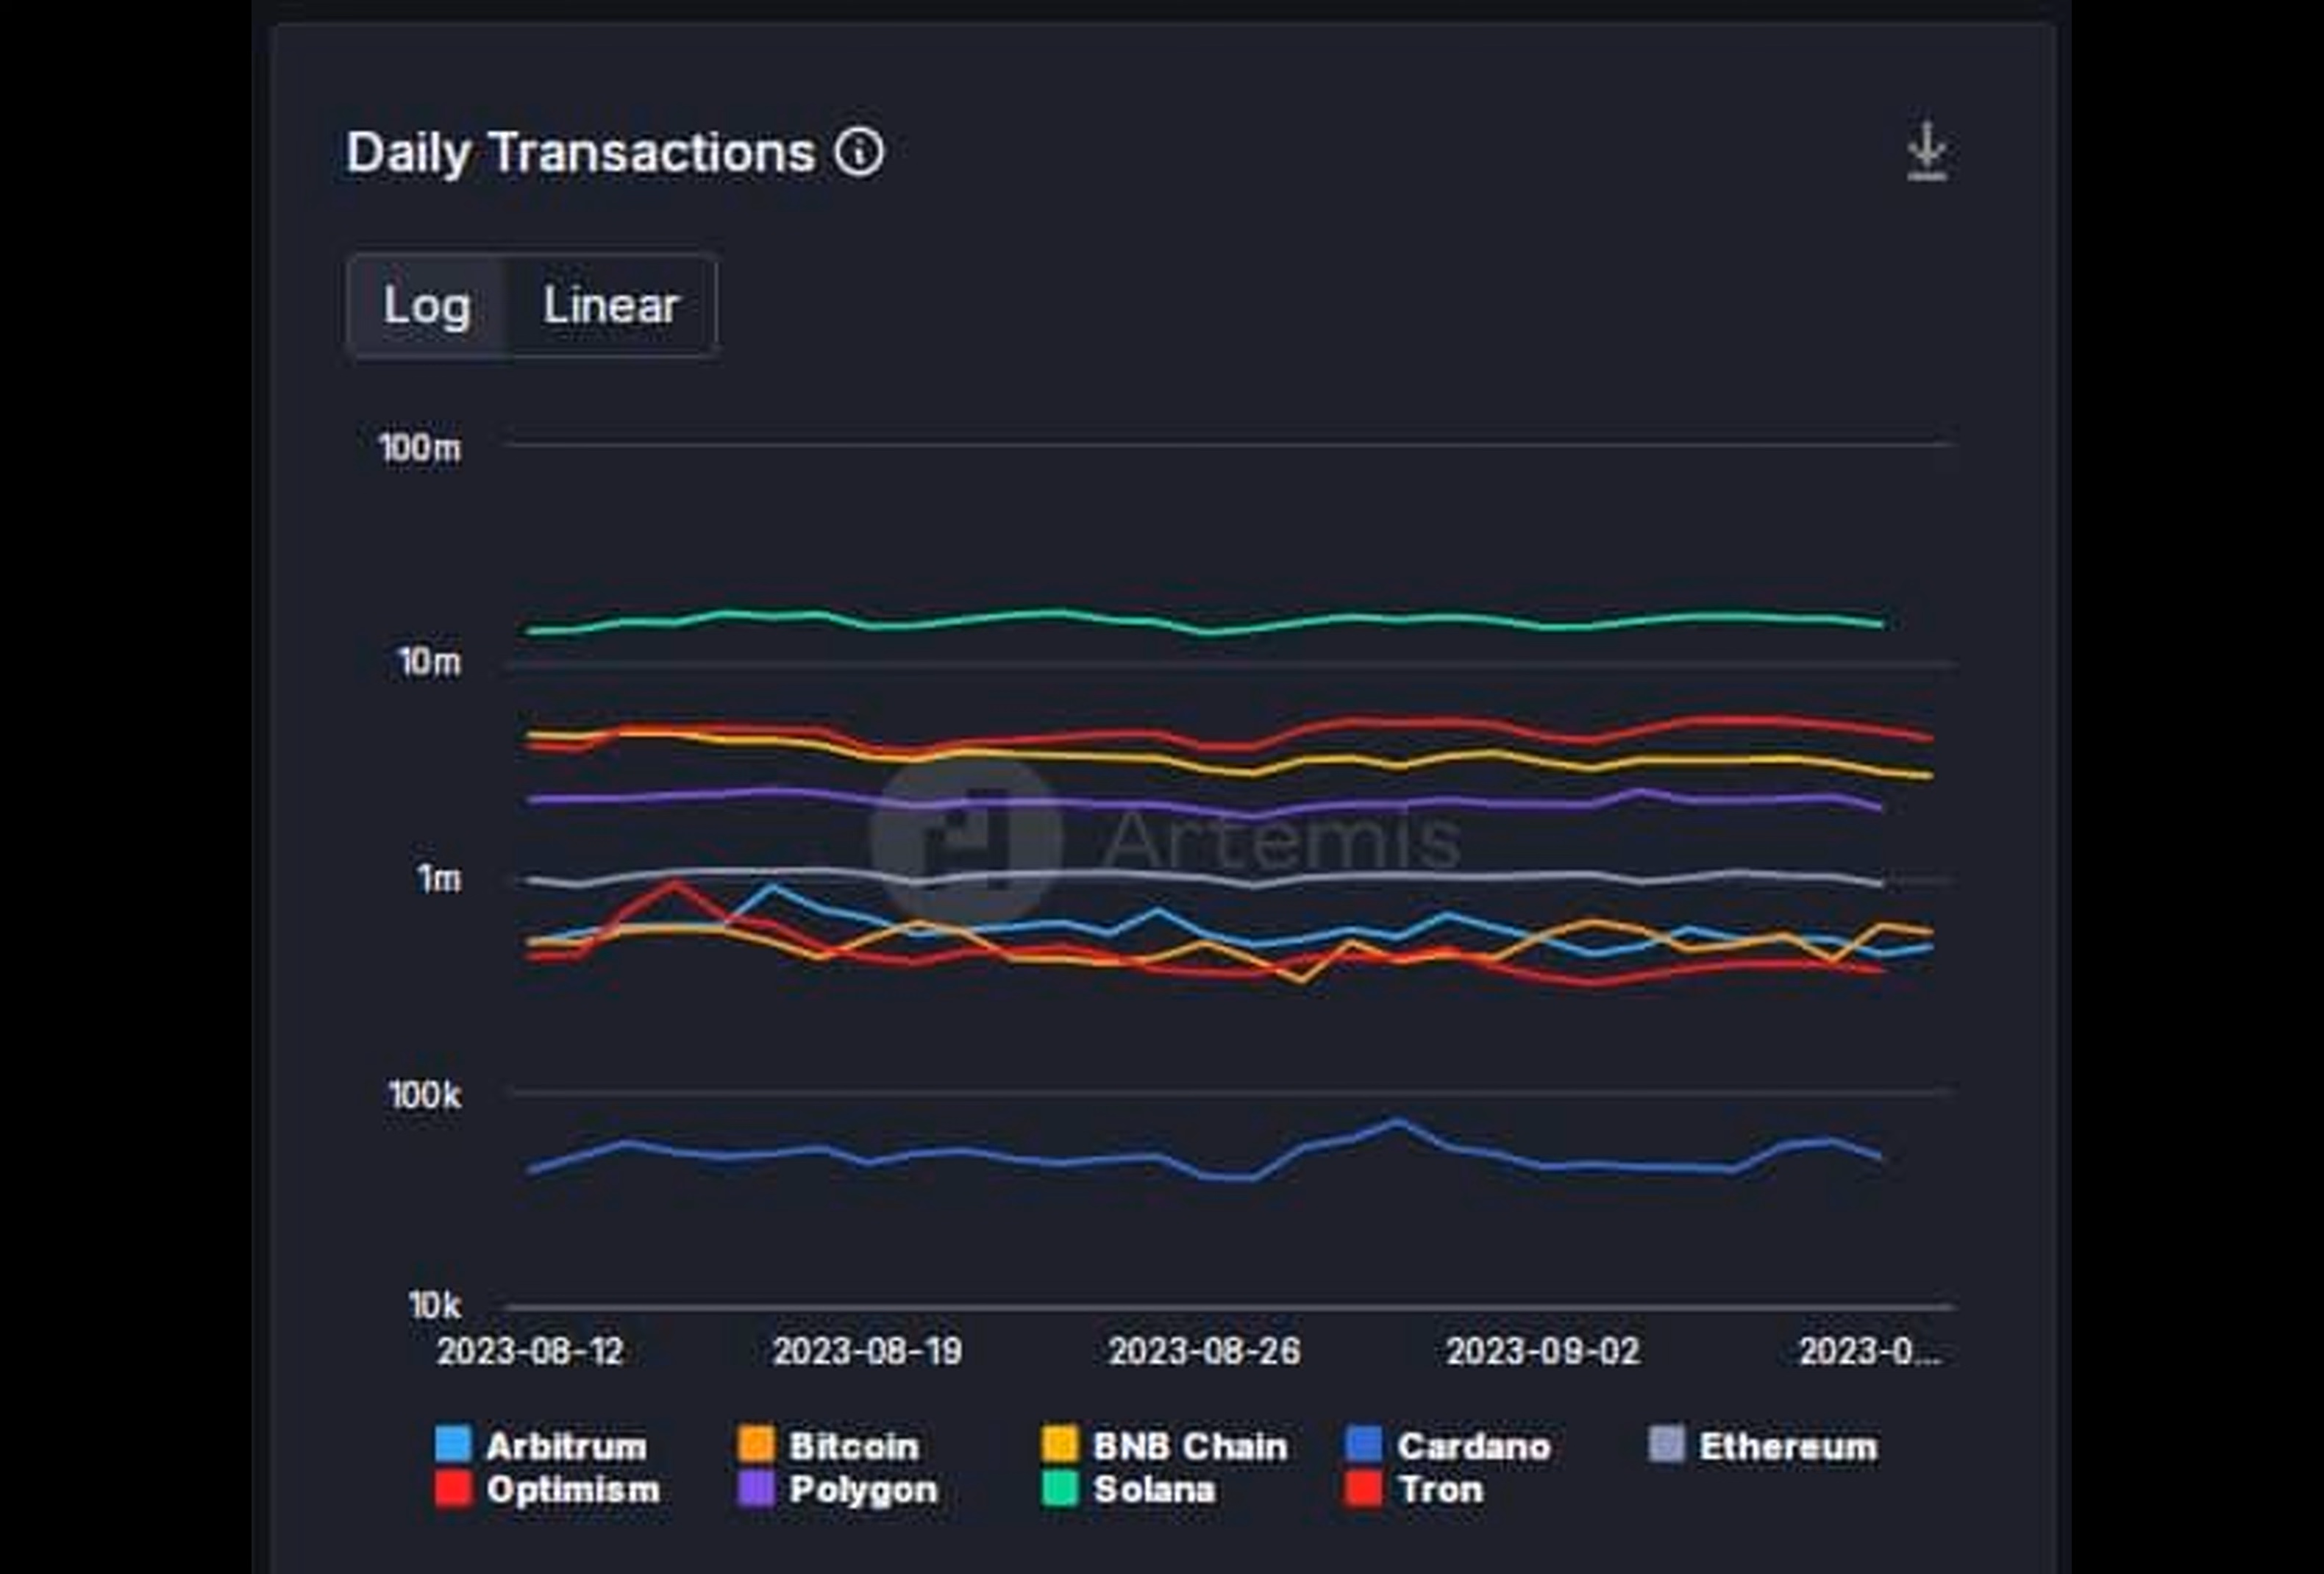 Daily Transactions
Log Linear
100m
10m
1m
100k
10k
Artemis
2023-08-12 2023-08-19 2023-08-26 2023-09-02 2023-0...
Arbitrum Bitcoin BNB Chain Cardano Ethereum
Optimism Polygon Solana Tron